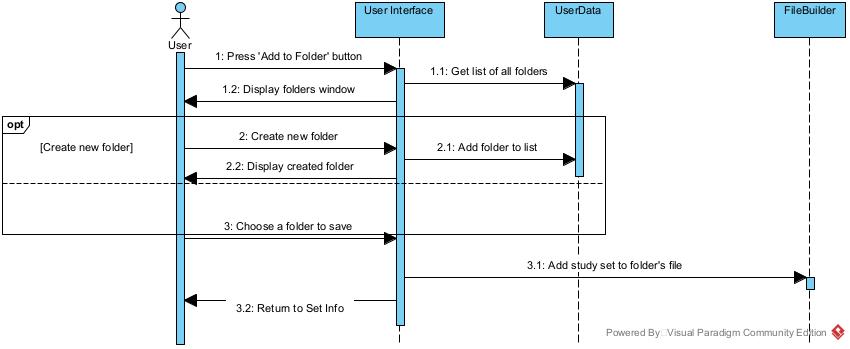 User Interface
UserData
FileBuilder
User
1: Press 'Add to Folder' button
1.1: Get list of all folders
1.2: Display folders window
opt
[Create new folder]
2: Create new folder
2.1: Add folder to list
2.2: Display created folder
3: Choose a folder to save
3.1: Add study set to folder's file
3.2: Return to Set Info
Powered By Visual Paradigm Community Edition